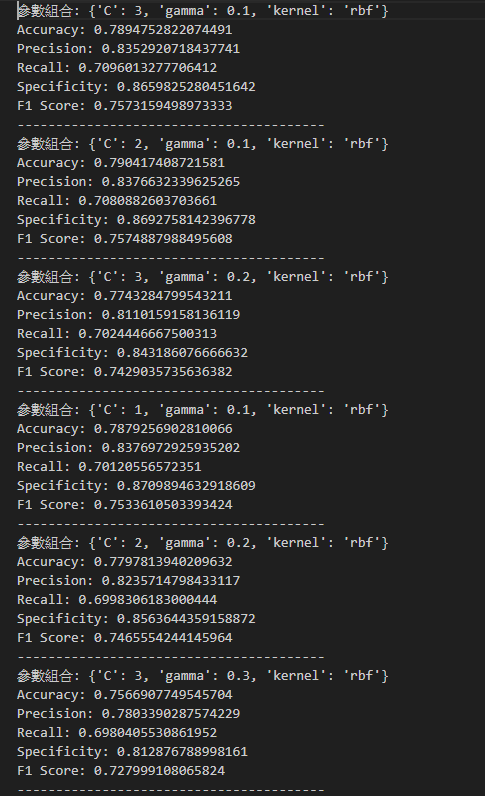 參數組合: {'C': 3, 'gamma': 0.1, 'kernel': 'rbf'}
Accuracy: 0.7894752822074491
Precision: 0.8352920718437741
Recall: 0.7096013277706412
Specificity: 0.8659825280451642
F1 Score: 0.7573159498973333
----------------------------------------
參數組合: {'C': 2, 'gamma': 0.1, 'kernel': 'rbf'}
Accuracy: 0.790417408721581
Precision: 0.8376632339625265
Recall: 0.7080882603703661
Specificity: 0.8692758142396778
F1 Score: 0.7574887988495608
----------------------------------------
參數組合: {'C': 3, 'gamma': 0.2, 'kernel': 'rbf'}
Accuracy: 0.7743284799543211
Precision: 0.8110159158136119
Recall: 0.7024446667500313
Specificity: 0.843186076666632
F1 Score: 0.7429035735636382
----------------------------------------
參數組合: {'C': 1, 'gamma': 0.1, 'kernel': 'rbf'}
Accuracy: 0.7879256902810066
Precision: 0.8376972925935202
Recall: 0.70120556572351
Specificity: 0.8709894632918609
F1 Score: 0.7533610503393424
----------------------------------------
參數組合: {'C': 2, 'gamma': 0.2, 'kernel': 'rbf'}
Accuracy: 0.7797813940209632
Precision: 0.8235714798433117
Recall: 0.6998306183000444
Specificity: 0.8563644359158872
F1 Score: 0.7465554244145964
----------------------------------------
參數組合: {'C': 3, 'gamma': 0.3, 'kernel': 'rbf'}
Accuracy: 0.7566907749545704
Precision: 0.7803390287574229
Recall: 0.6980405530861952
Specificity: 0.812876788998161
F1 Score: 0.727999108065824
----------------------------------------